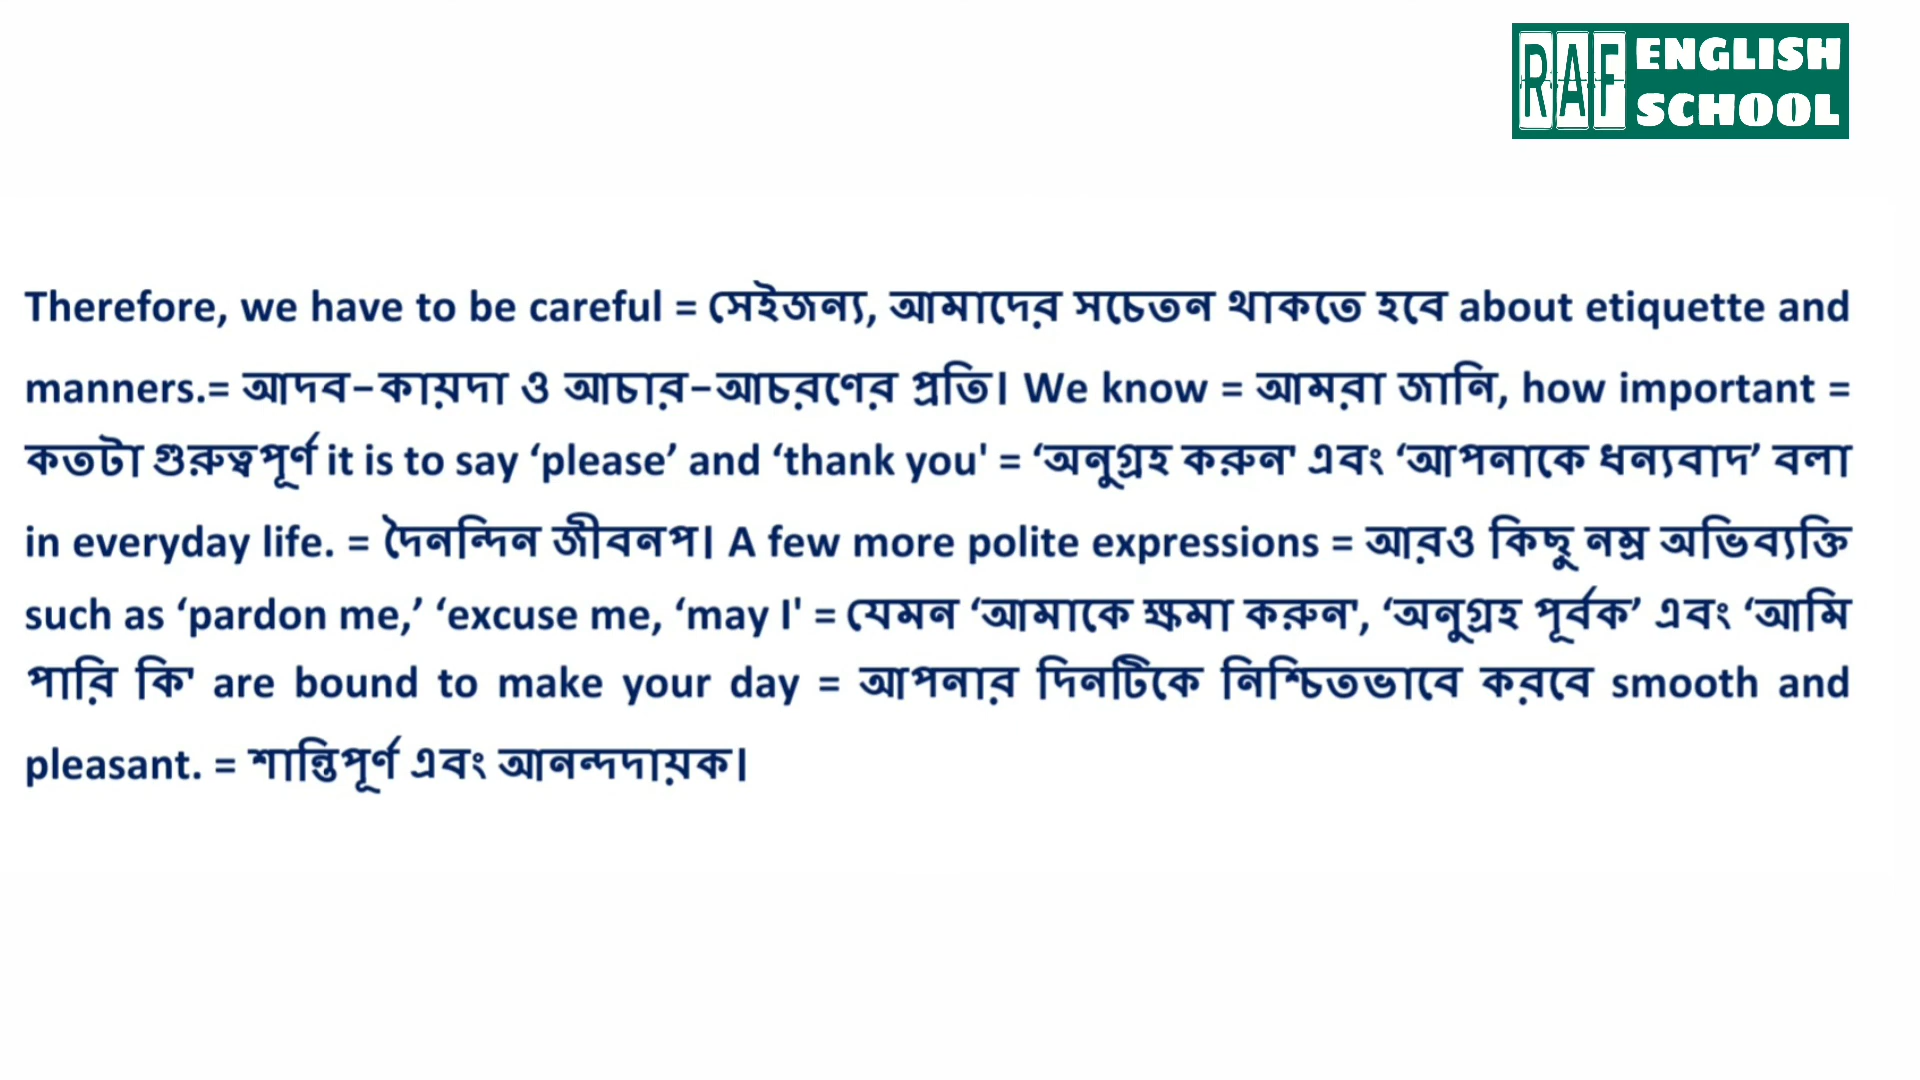 RAF ENGLISH
SCHOOL
Therefore, we have to be careful = সেইজন্য, আমাদের সচেতন থাকতে হবে about etiquette and
manners.= আদব-কায়দা ও আচার-আচরণের প্রতি। We know = আমরা জানি, how important =
কতটা গুরুত্বপূর্ণ it is to say ‘please’ and ‘thank you' = ‘অনুগ্রহ করুন' এবং ‘আপনাকে ধন্যবাদ’ বলা
in everyday life. = দৈনন্দিন জীবনপ। A few more polite expressions = আরও কিছু নম্র অভিব্যক্তি
such as ‘pardon me,’ ‘excuse me, ‘may I' = যেমন ‘আমাকে ক্ষমা করুন', ‘অনুগ্রহ পূর্বক’ এবং ‘আমি
পারি কি' are bound to make your day = আপনার দিনটিকে নিশ্চিতভাবে করবে smooth and
pleasant. = শান্তিপূর্ণ এবং আনন্দদায়ক।